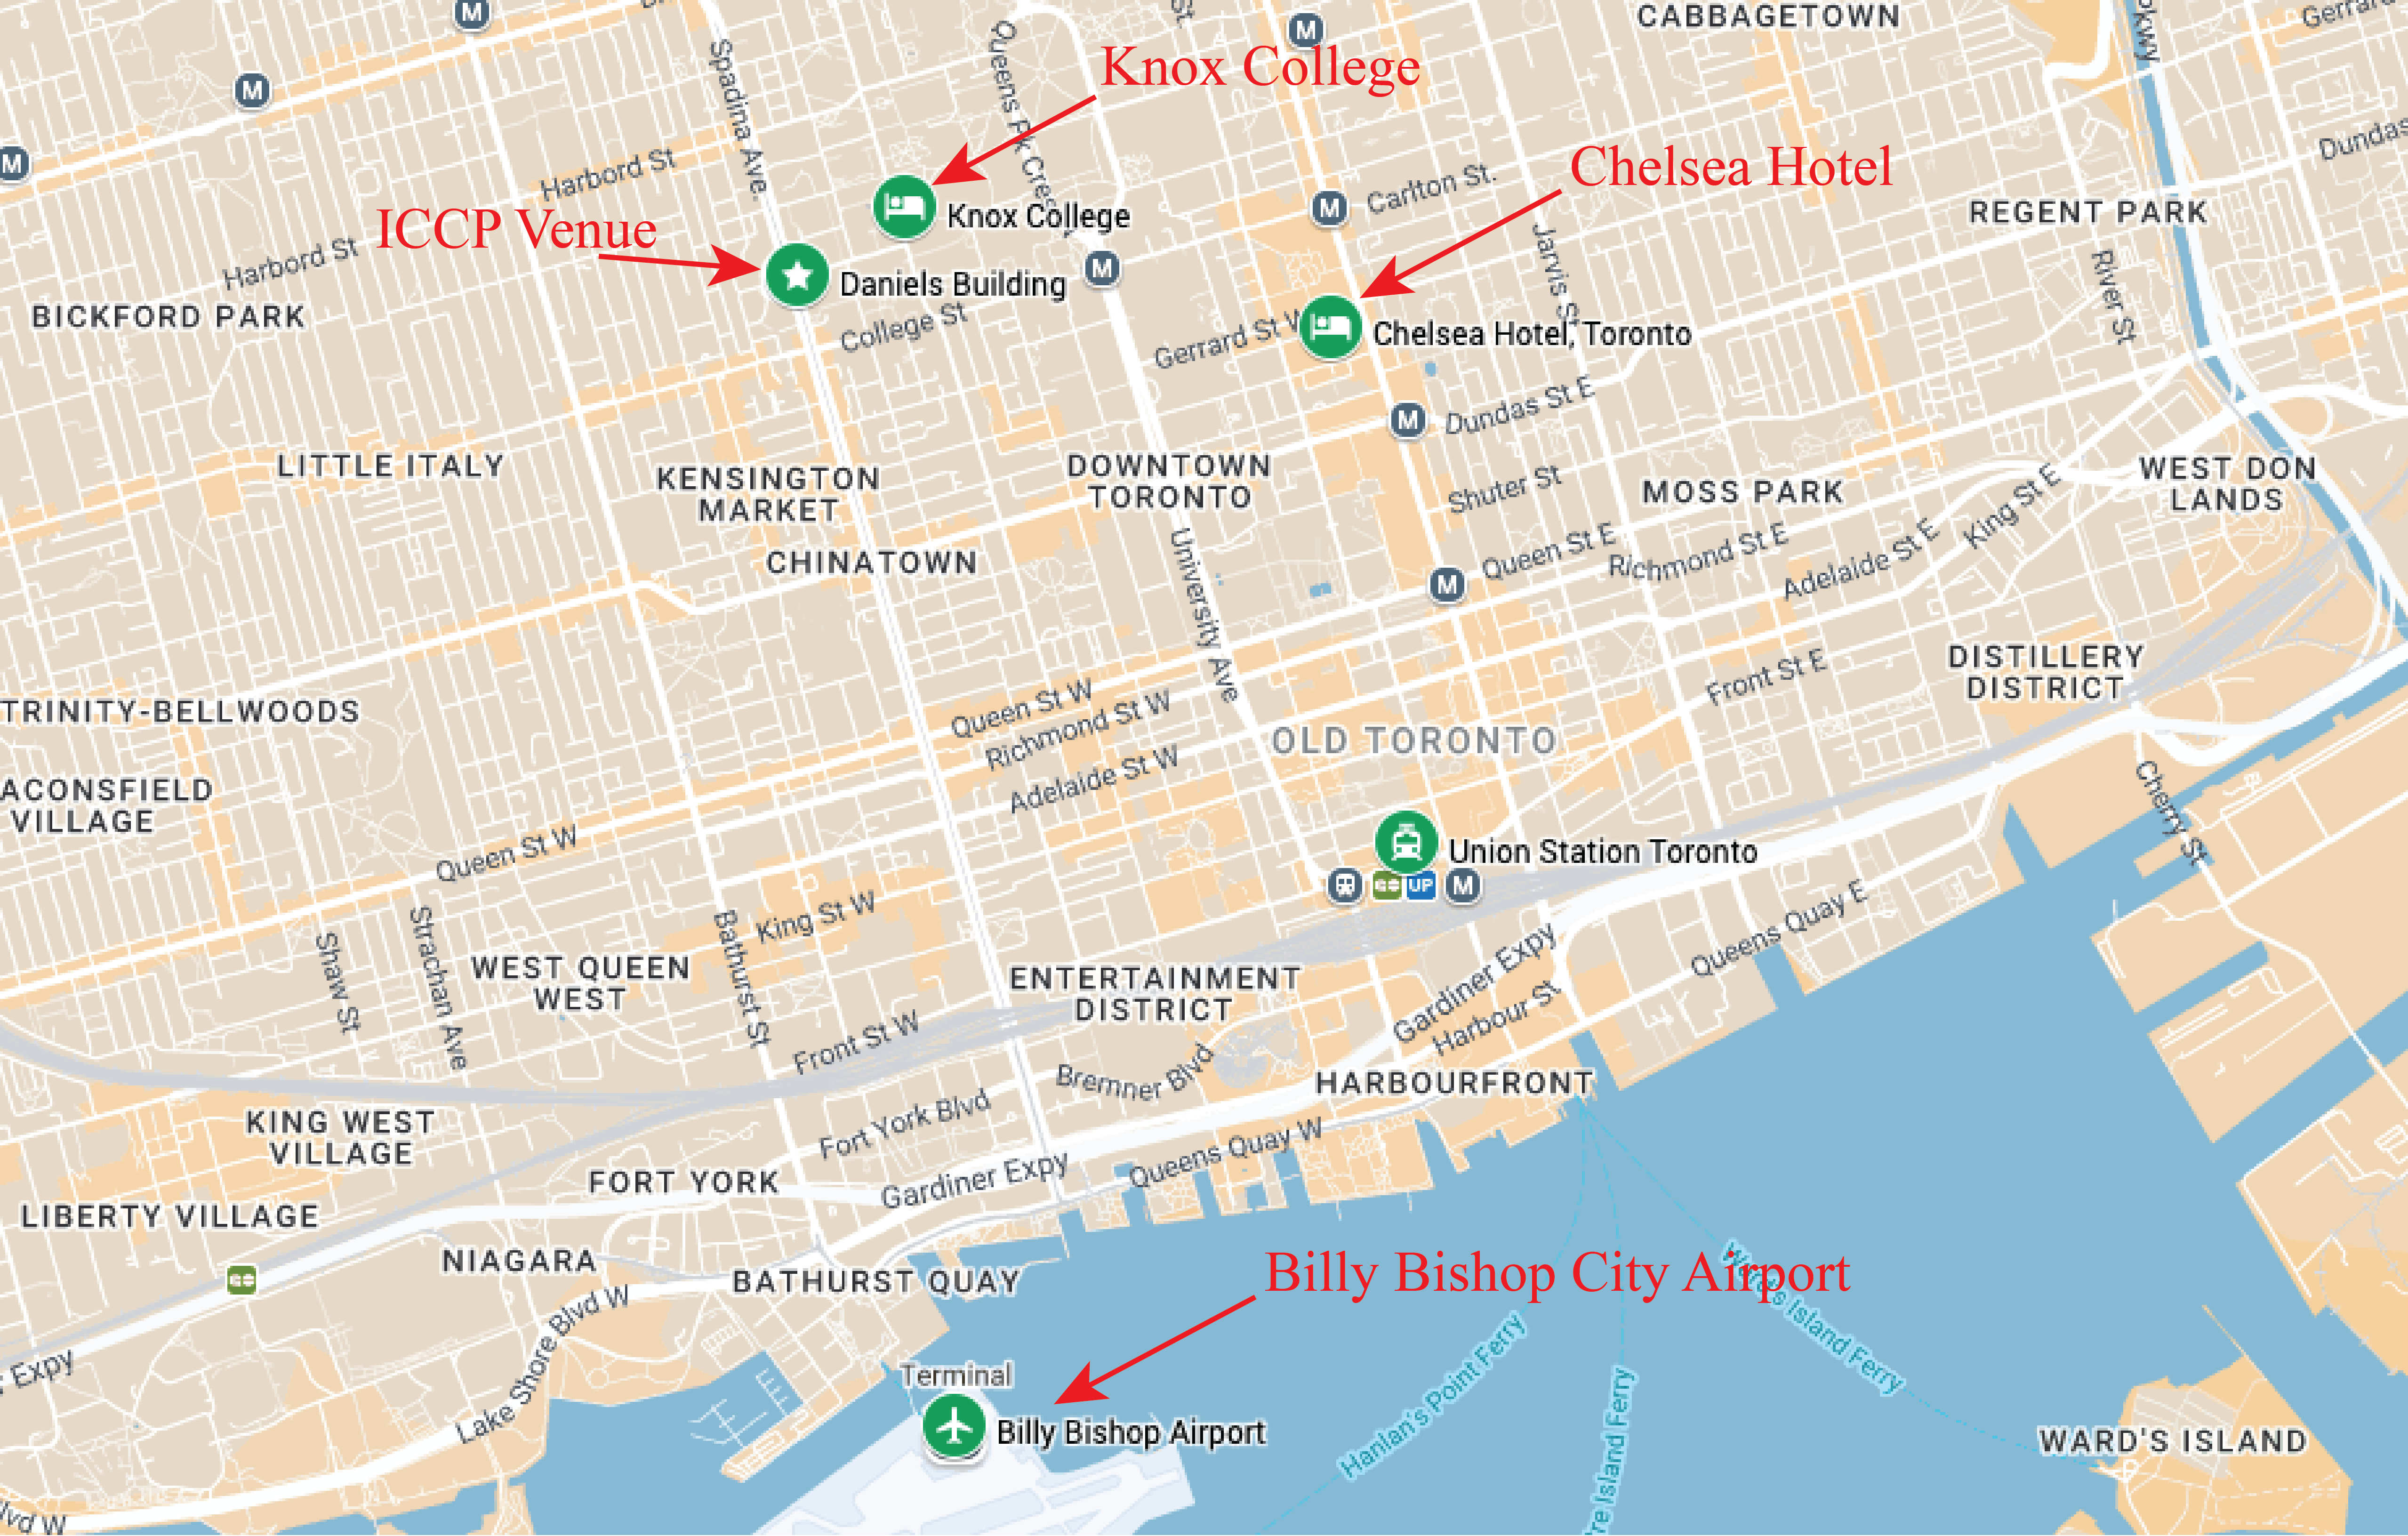 CABBAGETOWN
Gerrard
Knox College
Spadina Ave.
Queens Pk Cres
Harbord St
Carlton St.
Chelsea Hotel
Dundas
Knox College
ICCP Venue
REGENT PARK
Harbord St
Daniels Building
Jarvis St
River St
BICKFORD PARK
College St
Gerrard St W
Chelsea Hotel, Toronto
Dundas St E
LITTLE ITALY
KENSINGTON
MARKET
DOWNTOWN
TORONTO
Shuter St
MOSS PARK
WEST DON
LANDS
King St E
CHINATOWN
University Ave
Queen St E
Richmond St E
Adelaide St E
DISTILLERY
DISTRICT
Front St E
TRINITY-BELLWOODS
Queen St W
Richmond St W
Adelaide St W
OLD TORONTO
ACONSFIELD
VILLAGE
Cherry St
Queen St W
Union Station Toronto
GO
UP
M
King St W
Queens Quay E
Shaw St
Strachan Ave
Bathurst St
WEST QUEEN
WEST
ENTERTAINMENT
DISTRICT
Gardiner Expy
Harbour St
Front St W
Bremner Blvd
HARBOURFRONT
KING WEST
VILLAGE
Fort York Blvd
Queens Quay W
FORT YORK
Gardiner Expy
LIBERTY VILLAGE
NIAGARA
GO
BATHURST QUAY
Billy Bishop City Airport
Ward's Island Ferry
Lake Shore Blvd W
Expy
Terminal
Hanlan's Point Ferry
Billy Bishop Airport
re Island Ferry
WARD'S ISLAND
lvd W